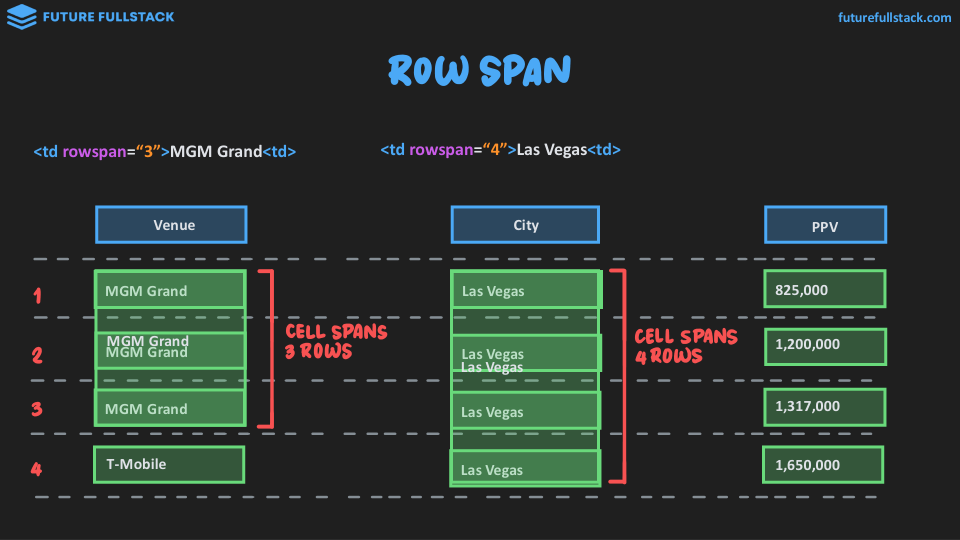 FUTURE FULLSTACK
futurefullstack.com
ROW SPAN
<td rowspan=“3”>MGM Grand<td>
<td rowspan=“4”>Las Vegas<td>
Venue
City
PPV
1
MGM Grand
Las Vegas
825,000
MGM Grand
CELL SPANS
3 ROWS
CELL SPANS
4 ROWS
1,200,000
2
MGM Grand
Las Vegas
Las Vegas
3
MGM Grand
Las Vegas
1,317,000
4
T-Mobile
Las Vegas
1,650,000